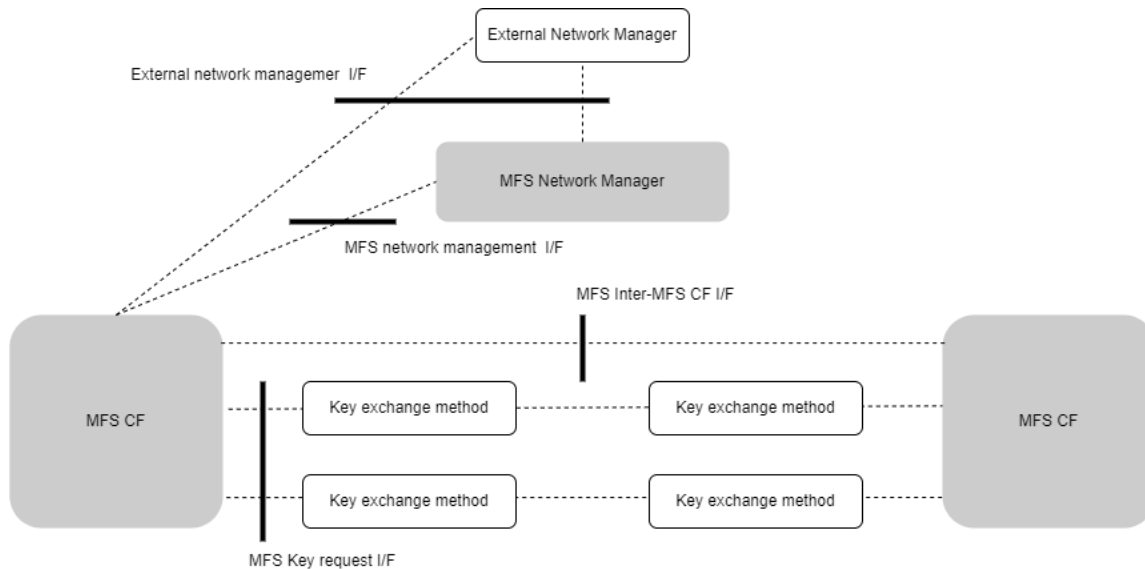 External Network Manager
External network managemer I/F
MFS Network Manager
MFS network management I/F
MFS Inter-MFS CF I/F
MFS CF
Key exchange method
Key exchange method
MFS CF
Key exchange method
Key exchange method
MFS Key request I/F